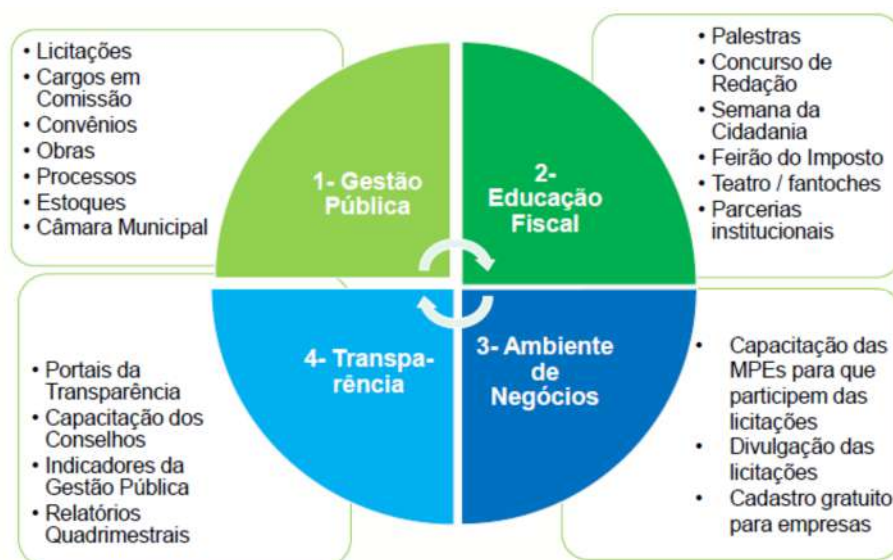 • Licitações
• Cargos em
Comissão
• Convênios
• Obras
• Processos
• Estoques
• Câmara Municipal
1- Gestão
Pública
2-
Educação
Fiscal
• Palestras
• Concurso de
Redação
• Semana da
Cidadania
• Feirão do Imposto
• Teatro / fantoches
• Parcerias
institucionais
• Portais da
Transparência
• Capacitação dos
Conselhos
• Indicadores da
Gestão Pública
• Relatórios
Quadrimestrais
4- Transpa-
rência
3- Ambiente
de
Negócios
• Capacitação das
MPEs para que
participem das
licitações
• Divulgação das
licitações
• Cadastro gratuito
para empresas